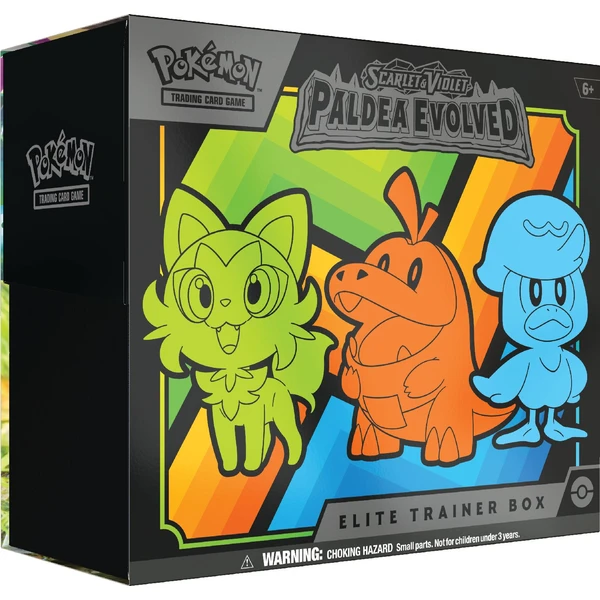 POKÉMON
TRADING CARD GAME
POKÉMON
TRADING CARD GAME
SCARLET & VIOLET
PALDEA EVOLVED
6+
ELITE TRAINER BOX
WARNING: CHOKING HAZARD Small parts. Not for children under 3 years.